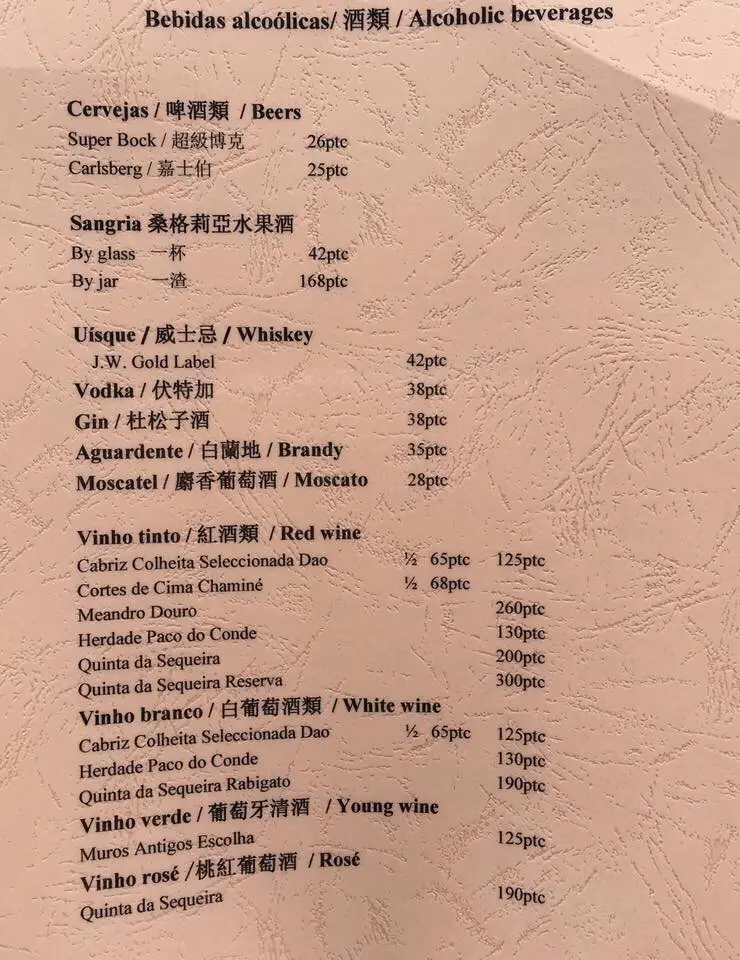 Bebidas alcoólicas/ 酒類 / Alcoholic beverages
Cervejas / 啤酒類 / Beers
Super Bock / 超級博克 26ptc
Carlsberg / 嘉士伯 25ptc
Sangria 桑格莉亞水果酒
By glass 一杯 42ptc
By jar 一渣 168ptc
Uísque / 威士忌 / Whiskey
J.W. Gold Label 42ptc
Vodka / 伏特加 38ptc
Gin / 杜松子酒 38ptc
Aguardente / 白蘭地 / Brandy 35ptc
Moscatel / 麝香葡萄酒 / Moscato 28ptc
Vinho tinto / 紅酒類 / Red wine
Cabriz Colheita Seleccionada Dao ½ 65ptc 125ptc
Cortes de Cima Chaminé ½ 68ptc
Meandro Douro 260ptc
Herdade Paco do Conde 130ptc
Quinta da Sequeira 200ptc
Quinta da Sequeira Reserva 300ptc
Vinho branco / 白葡萄酒類 / White wine
Cabriz Colheita Seleccionada Dao ½ 65ptc 125ptc
Herdade Paco do Conde 130ptc
Quinta da Sequeira Rabigato 190ptc
Vinho verde / 葡萄牙清酒 / Young wine
Muros Antigos Escolha 125ptc
Vinho rosé /桃紅葡萄酒 / Rosé
Quinta da Sequeira 190ptc